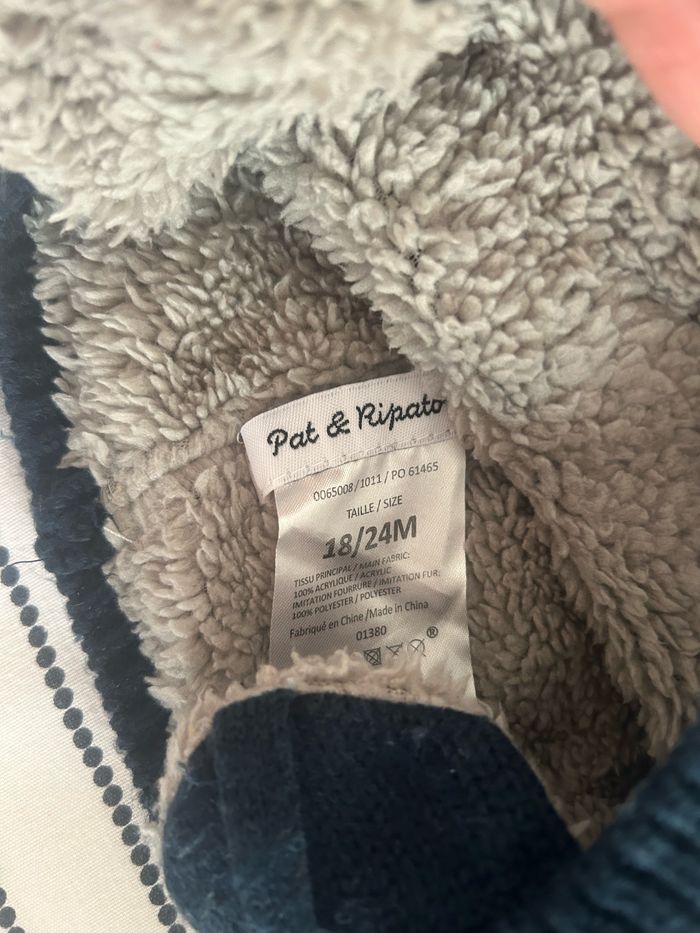 Pat & Ripaton
0065008/1011 / PO 61465
TAILLE / SIZE
18/24M
TISSU PRINCIPAL / MAIN FABRIC:
100% ACRYLIQUE / ACRYLIC
IMITATION FOURRURE / IMITATION FUR:
100% POLYESTER / POLYESTER
Fabriqué en Chine /Made in China
01380
®